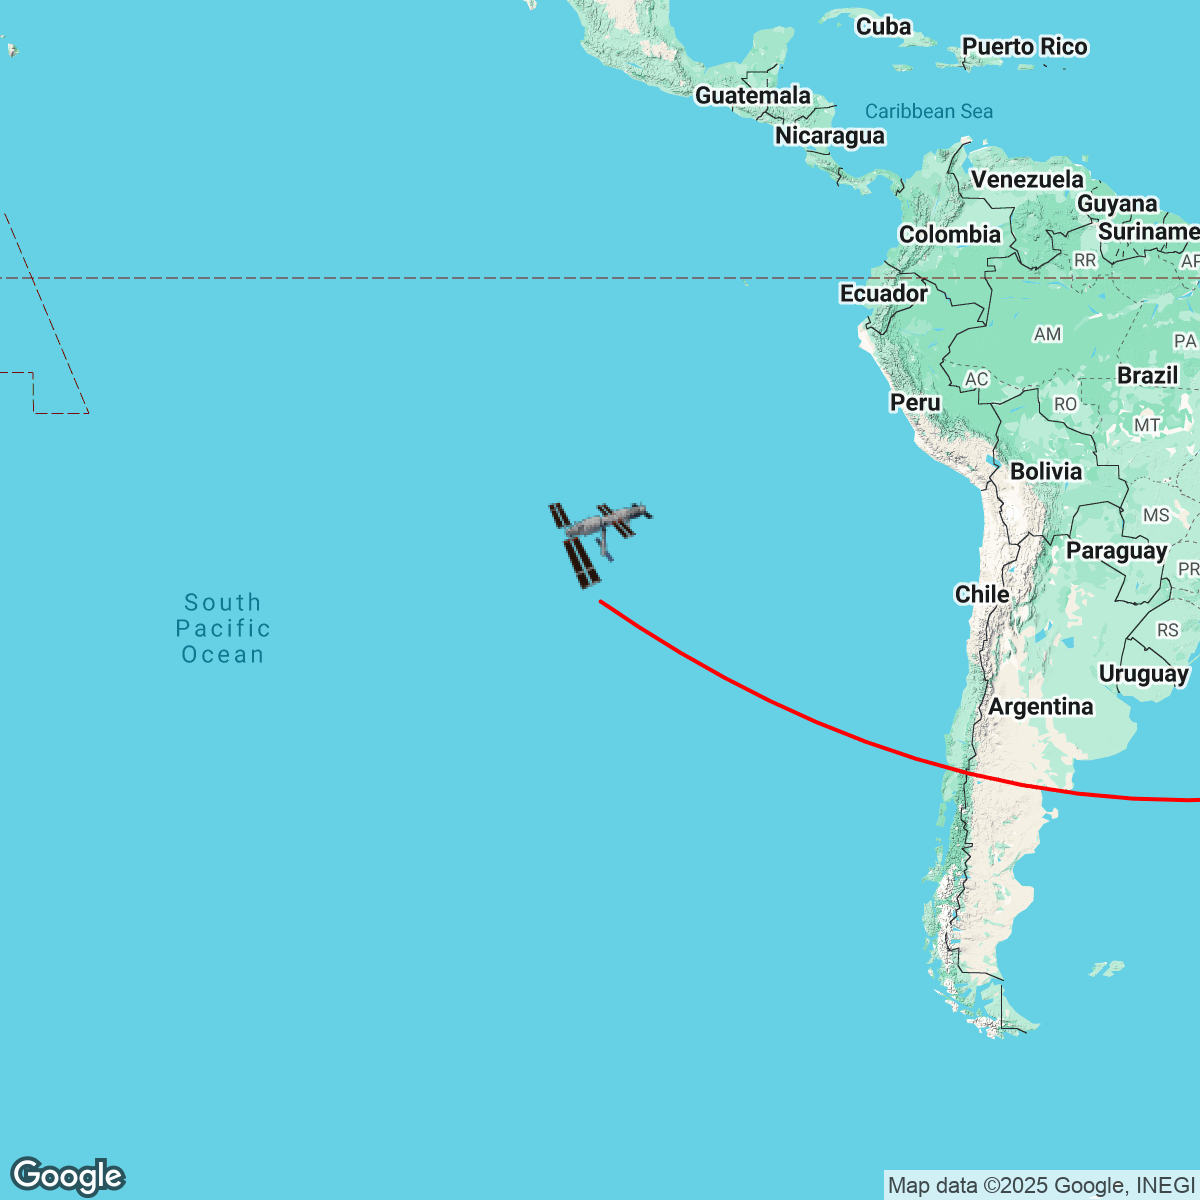 Cuba
Puerto Rico
Guatemala
Caribbean Sea
Nicaragua
Venezuela
Guyana
Suriname
Colombia
RR
AP
Ecuador
AM
PA
Brazil
AC
Peru
RO
MT
Bolivia
MS
Paraguay
PR
Chile
South
Pacific
Ocean
RS
Uruguay
Argentina
Google
Map data ©2025 Google, INEGI